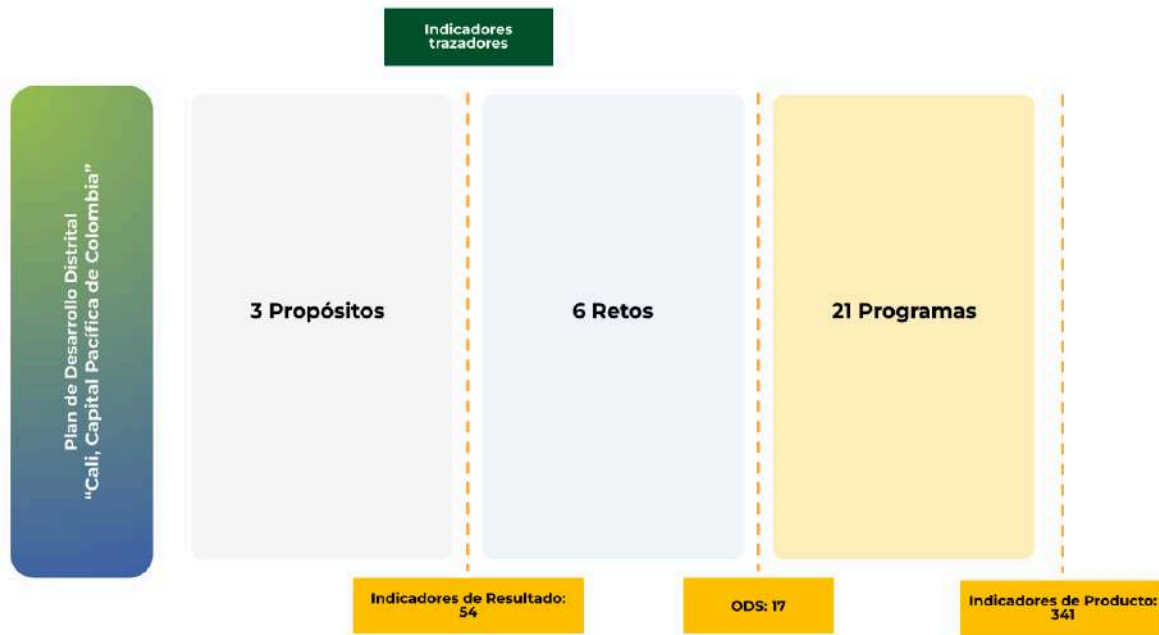 Indicadores
trazadores
Plan de Desarrollo Distrital
“Cali, Capital Pacífica de Colombia”
3 Propósitos
6 Retos
21 Programas
Indicadores de Resultado:
54
ODS: 17
Indicadores de Producto:
341